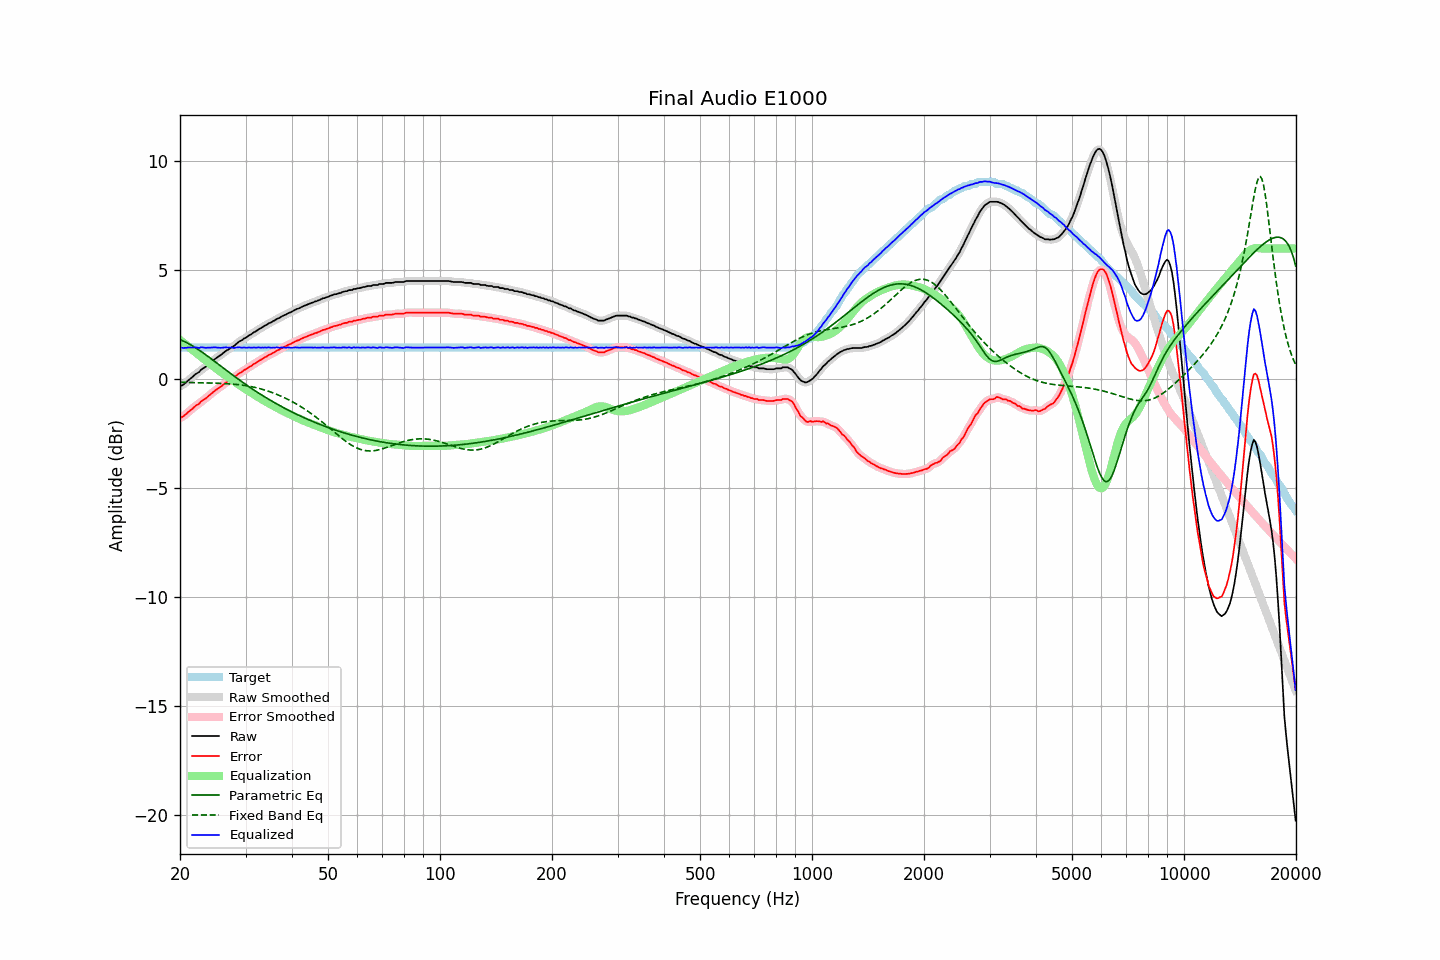 Final Audio E1000
Amplitude (dBr)
10
5
0
−5
−10
−15
−20
Target
Raw Smoothed
Error Smoothed
Raw
Error
Equalization
Parametric Eq
Fixed Band Eq
Equalized
20 50 100 200 500 1000 2000 5000 10000 20000
Frequency (Hz)